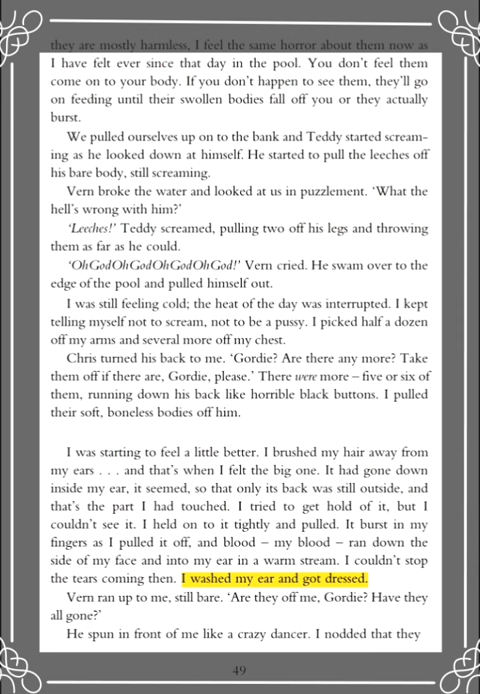 they are mostly harmless, I feel the same horror about them now as
I have felt ever since that day in the pool. You don't feel them
come on to your body. If you don't happen to see them, they'll go
on feeding until their swollen bodies fall off you or they actually
burst.
We pulled ourselves up on to the bank and Teddy started scream-
ing as he looked down at himself. He started to pull the leeches off
his bare body, still screaming.
Vern broke the water and looked at us in puzzlement. 'What the
hell's wrong with him?'
'Leeches!' Teddy screamed, pulling two off his legs and throwing
them as far as he could.
'OhGodOhGodOhGodOhGod!' Vern cried. He swam over to the
edge of the pool and pulled himself out.
I was still feeling cold; the heat of the day was interrupted. I kept
telling myself not to scream, not to be a pussy. I picked half a dozen
off my arms and several more off my chest.
Chris turned his back to me. 'Gordie? Are there any more? Take
them off if there are, Gordie, please.' There were more – five or six of
them, running down his back like horrible black buttons. I pulled
their soft, boneless bodies off him.
I was starting to feel a little better. I brushed my hair away from
my ears . . . and that's when I felt the big one. It had gone down
inside my ear, it seemed, so that only its back was still outside, and
that's the part I had touched. I tried to get hold of it, but I
couldn't see it. I held on to it tightly and pulled. It burst in my
fingers as I pulled it off, and blood – my blood – ran down the
side of my face and into my ear in a warm stream. I couldn't stop
the tears coming then. I washed my ear and got dressed.
Vern ran up to me, still bare. 'Are they off me, Gordie? Have they
all gone?'
He spun in front of me like a crazy dancer. I nodded that they
49